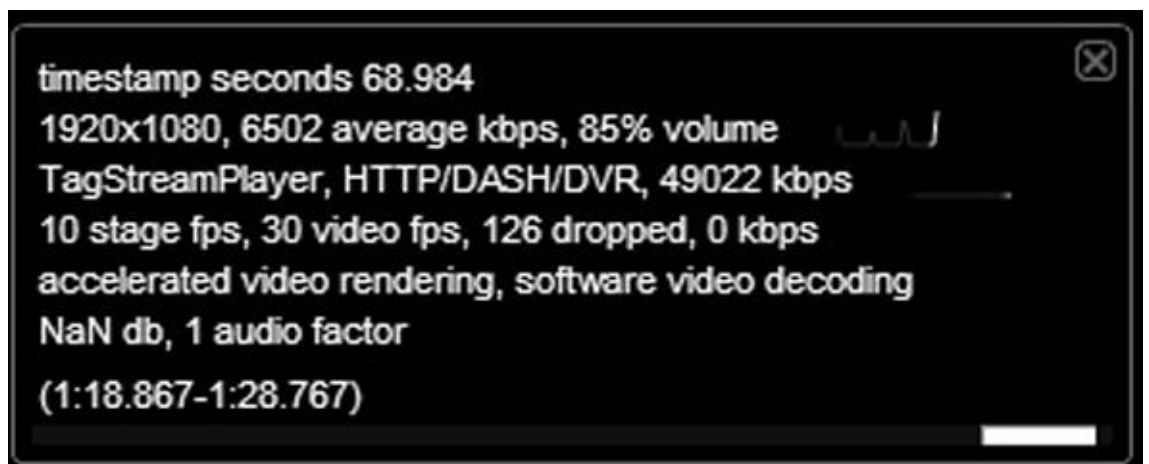 timestamp seconds 68.984
1920x1080, 6502 average kbps, 85% volume
TagStreamPlayer, HTTP/DASH/DVR, 49022 kbps
10 stage fps, 30 video fps, 126 dropped, 0 kbps
accelerated video rendering, software video decoding
NaN db, 1 audio factor
(1:18.867-1:28.767)